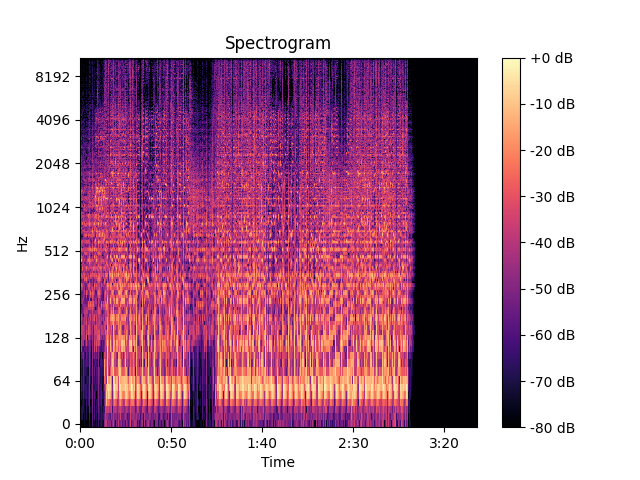 Spectrogram
8192
4096
2048
1024
512
256
128
64
0
Hz
0:00 0:50 1:40 2:30 3:20
Time
+0 dB
-10 dB
-20 dB
-30 dB
-40 dB
-50 dB
-60 dB
-70 dB
-80 dB